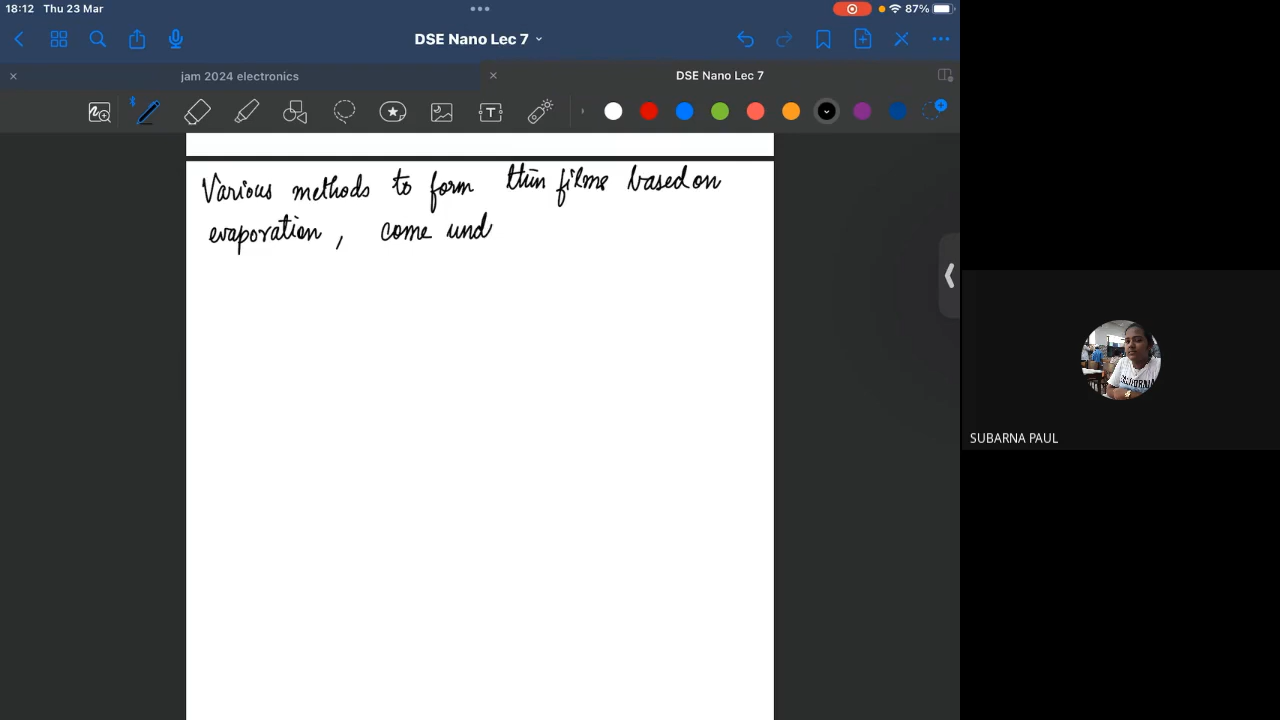 18:12 Thu 23 Mar
87%
DSE Nano Lec 7
jam 2024 electronics
DSE Nano Lec 7
T
Various methods to form thin films based on
evaporation, come und
SUBARNA PAUL